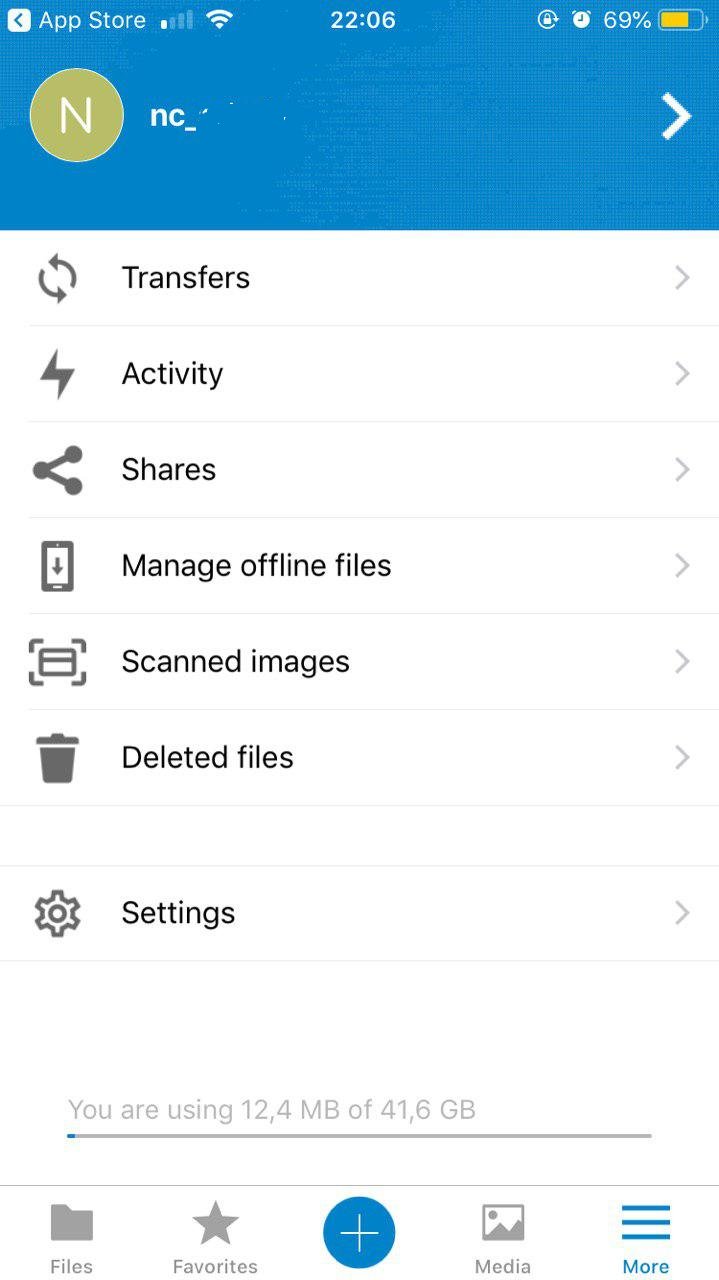 App Store
22:06
69%
N
nc_
Transfers
Activity
Shares
Manage offline files
Scanned images
Deleted files
Settings
You are using 12,4 MB of 41,6 GB
Files
Favorites
Media
More